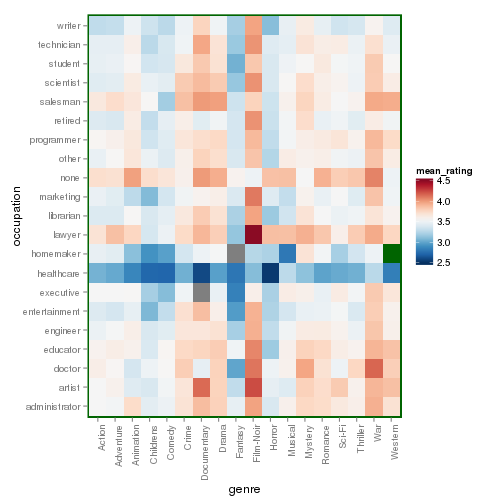 writer
technician
student
scientist
salesman
retired
programmer
other
none
marketing
librarian
lawyer
homemaker
healthcare
executive
entertainment
engineer
educator
doctor
artist
administrator
occupation
Action
Adventure
Animation
Childrens
Comedy
Crime
Documentary
Drama
Fantasy
Film-Noir
Horror
Musical
Mystery
Romance
Sci-Fi
Thriller
War
Western
genre
mean_rating
4.5
4.0
3.5
3.0
2.5